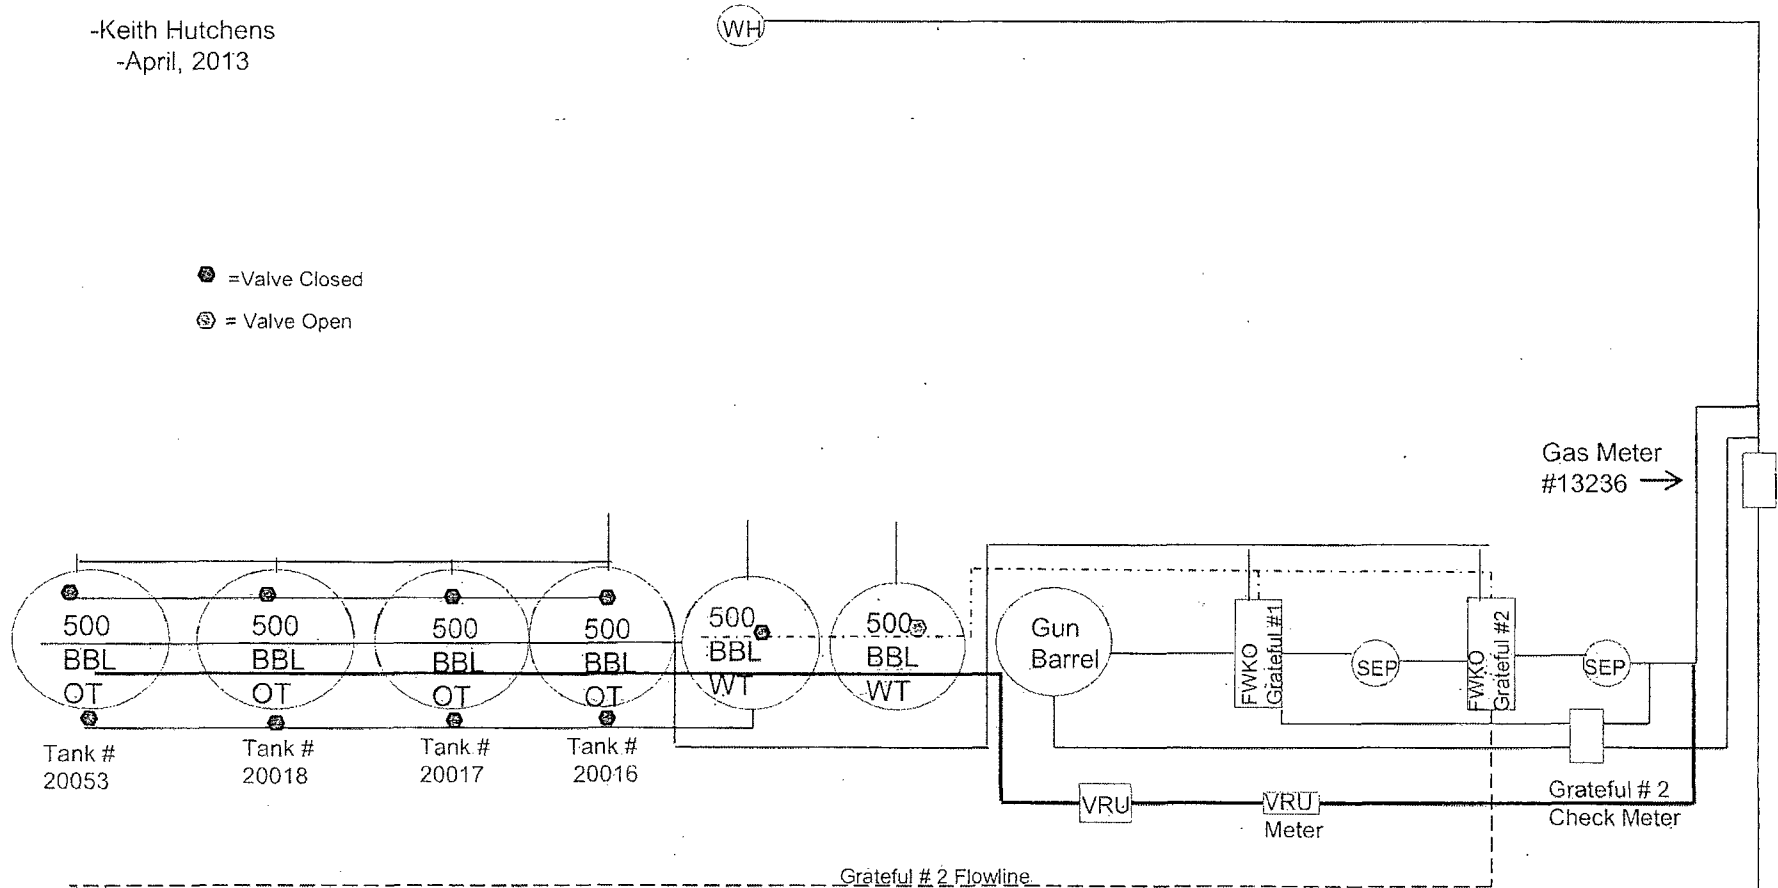 -Keith Hutchens
-April, 2013
WH
=Valve Closed
= Valve Open
Gas Meter
#13236
500
BBL
OT
500
BBL
OT
500
BBL
OT
500
BBL
OT
500
BBL
WT
500
BBL
WT
Gun
Barrel
FWKO
Grateful #1
SEP
FWKO
Grateful #2
SEP
Tank #
20053
Tank #
20018
Tank #
20017
Tank #
20016
VRU
VRU
Meter
Grateful # 2
Check Meter
Grateful # 2 Flowline